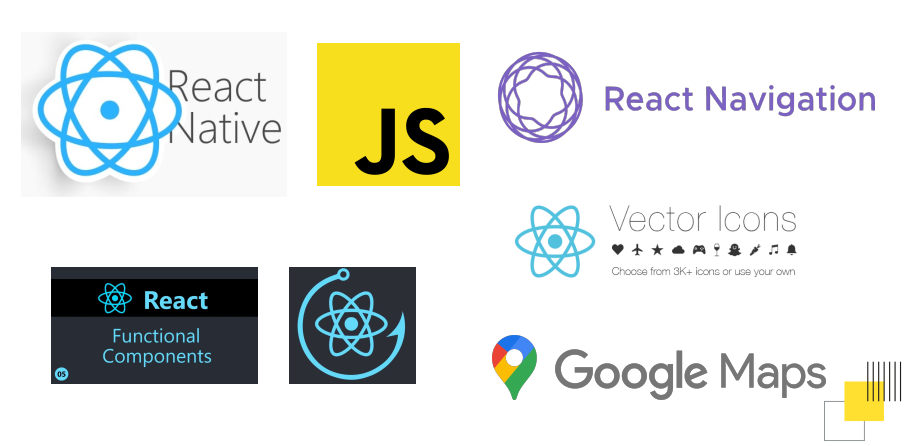 React
Native
JS
React Navigation
Vector Icons
Choose from 3K+ icons or use your own
React
Functional
Components
05
Google Maps